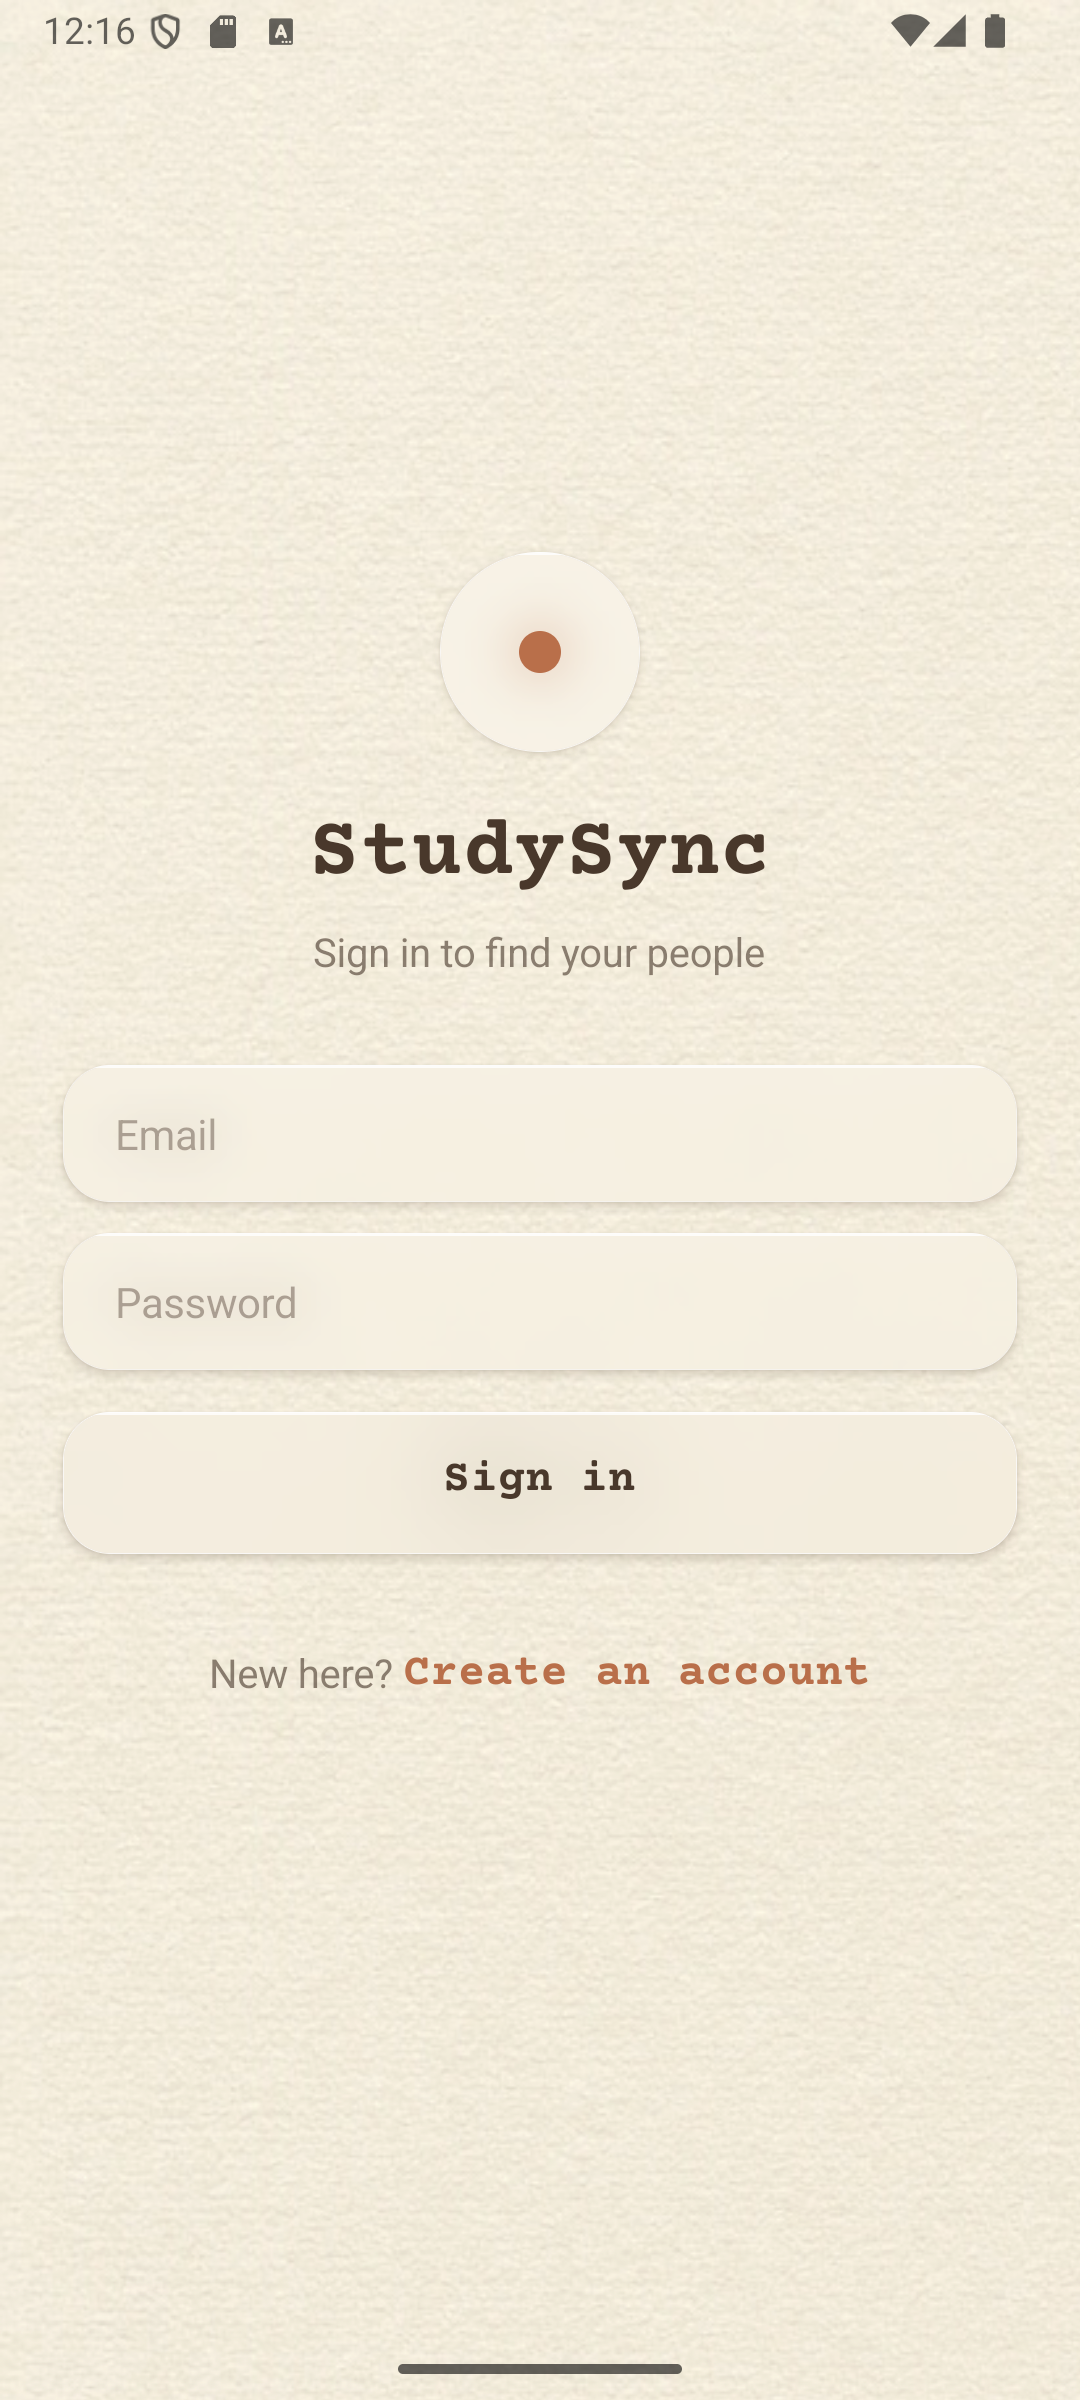 12:16
StudySync
Sign in to find your people
Email
Password
Sign in
New here? Create an account